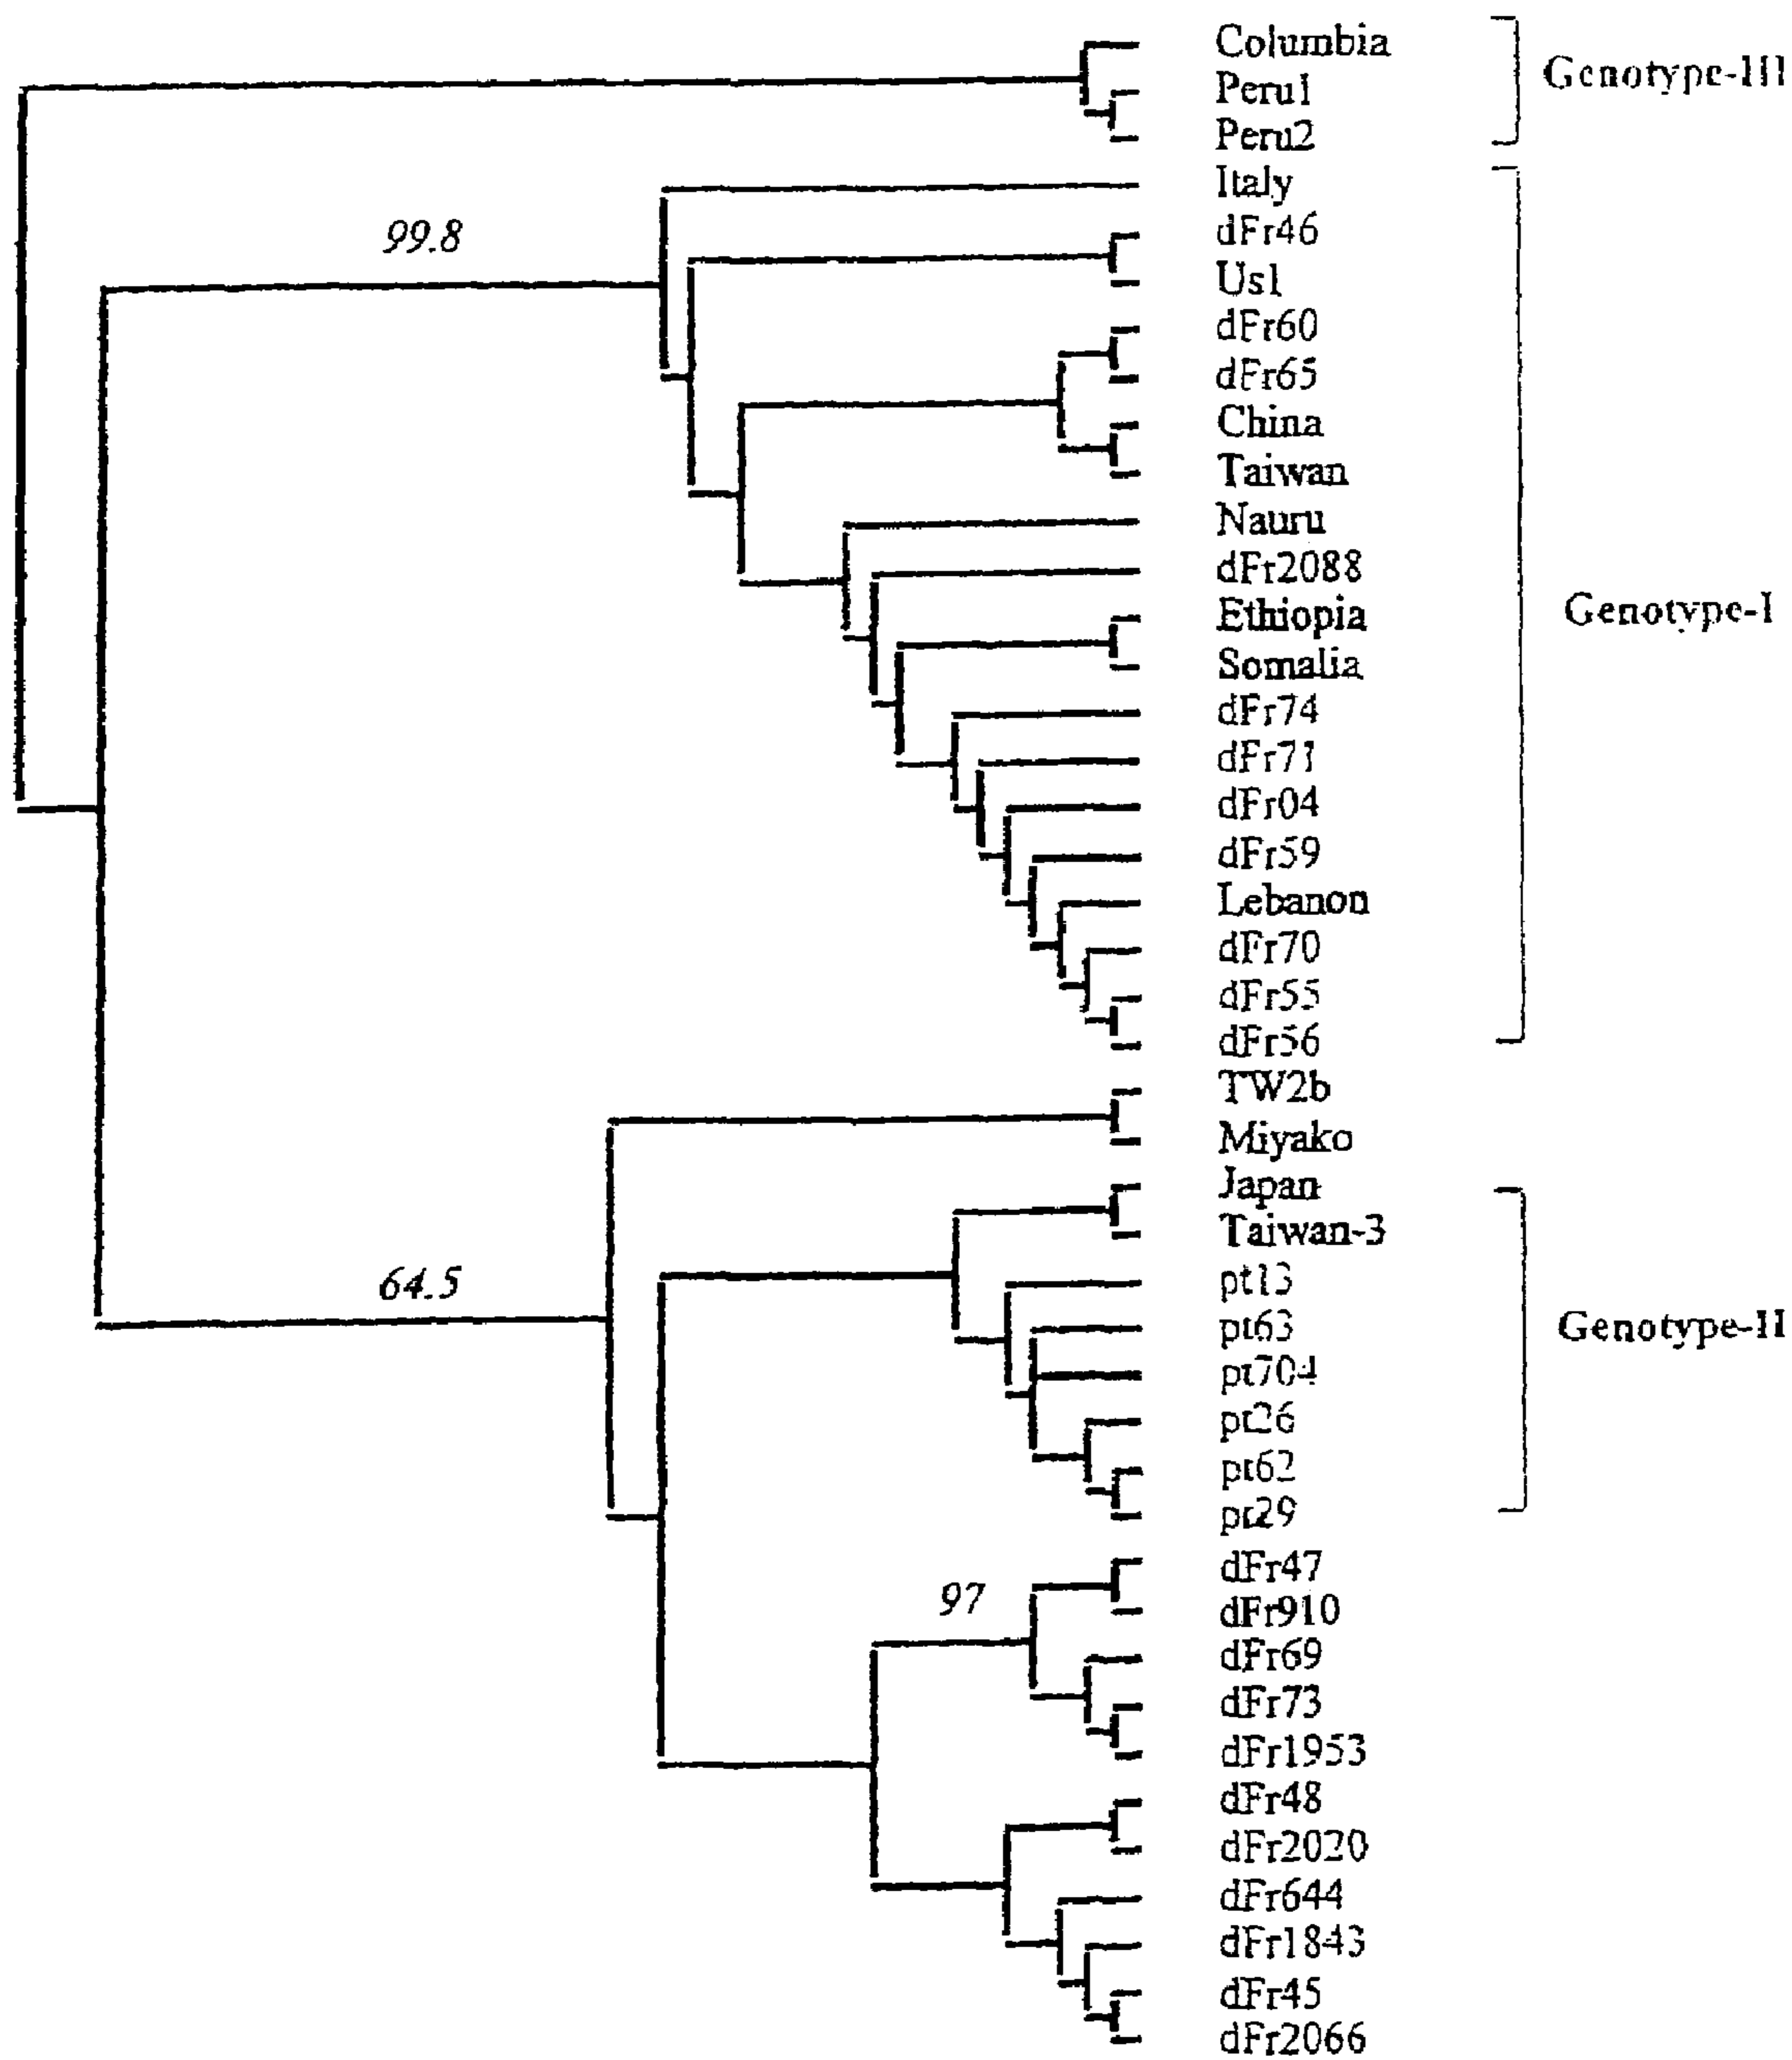 Columbia
Genotype-III
Peru1
Peru2
Italy
99.8
dFr46
Us1
dFr60
dFr65
China
Taiwan
Nauru
dFr2088
Ethiopia
Genotype-I
Somalia
dFr74
dFr71
dFr04
dFr59
Lebanon
dFr70
dFr55
dFr56
TW2b
Miyako
Japan
Taiwan-3
64.5
pt13
pt63
Genotype-II
pt704
pt26
pt62
pt29
dFr47
97
dFr910
dFr69
dFr73
dFr1953
dFr48
dFr2020
dFr644
dFr1843
dFr45
dFr2066